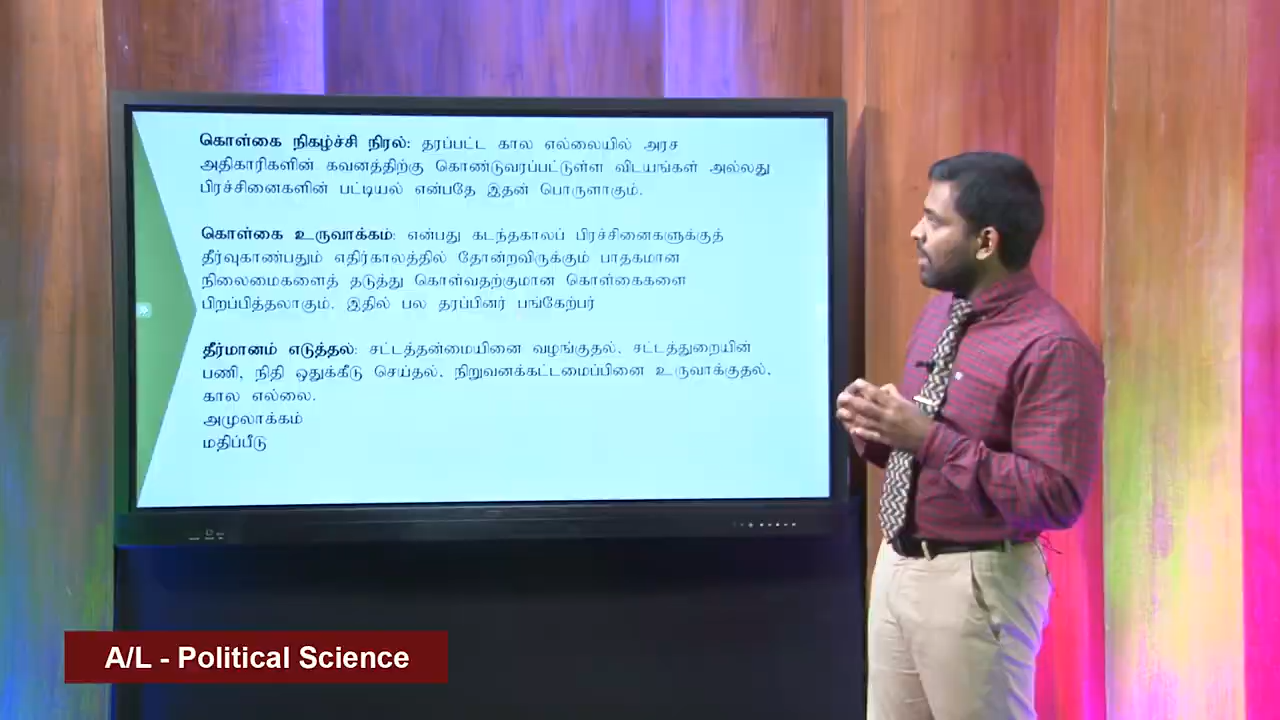 கொள்கை நிகழ்ச்சி நிரல்: தரப்பட்ட கால எல்லையில் அரச
அதிகாரிகளின் கவனத்திற்கு கொண்டுவரப்பட்டுள்ள விடயங்கள் அல்லது
பிரச்சினைகளின் பட்டியல் என்பதே இதன் பொருளாகும்.
கொள்கை உருவாக்கம்: என்பது கடந்தகாலப் பிரச்சினைகளுக்குத்
தீர்வுகாண்பதும் எதிர்காலத்தில் தோன்றவிருக்கும் பாதகமான
நிலைமைகளைத் தடுத்து கொள்வதற்குமான கொள்கைகளை
பிறப்பித்தலாகும். இதில் பல தரப்பினர் பங்கேற்பர்
தீர்மானம் எடுத்தல்: சட்டத்தன்மையினை வழங்குதல், சட்டத்துறையின்
பணி, நிதி ஒதுக்கீடு செய்தல், நிறுவனக்கட்டமைப்பினை உருவாக்குதல்,
கால எல்லை.
அமுலாக்கம்
மதிப்பீடு
A/L - Political Science